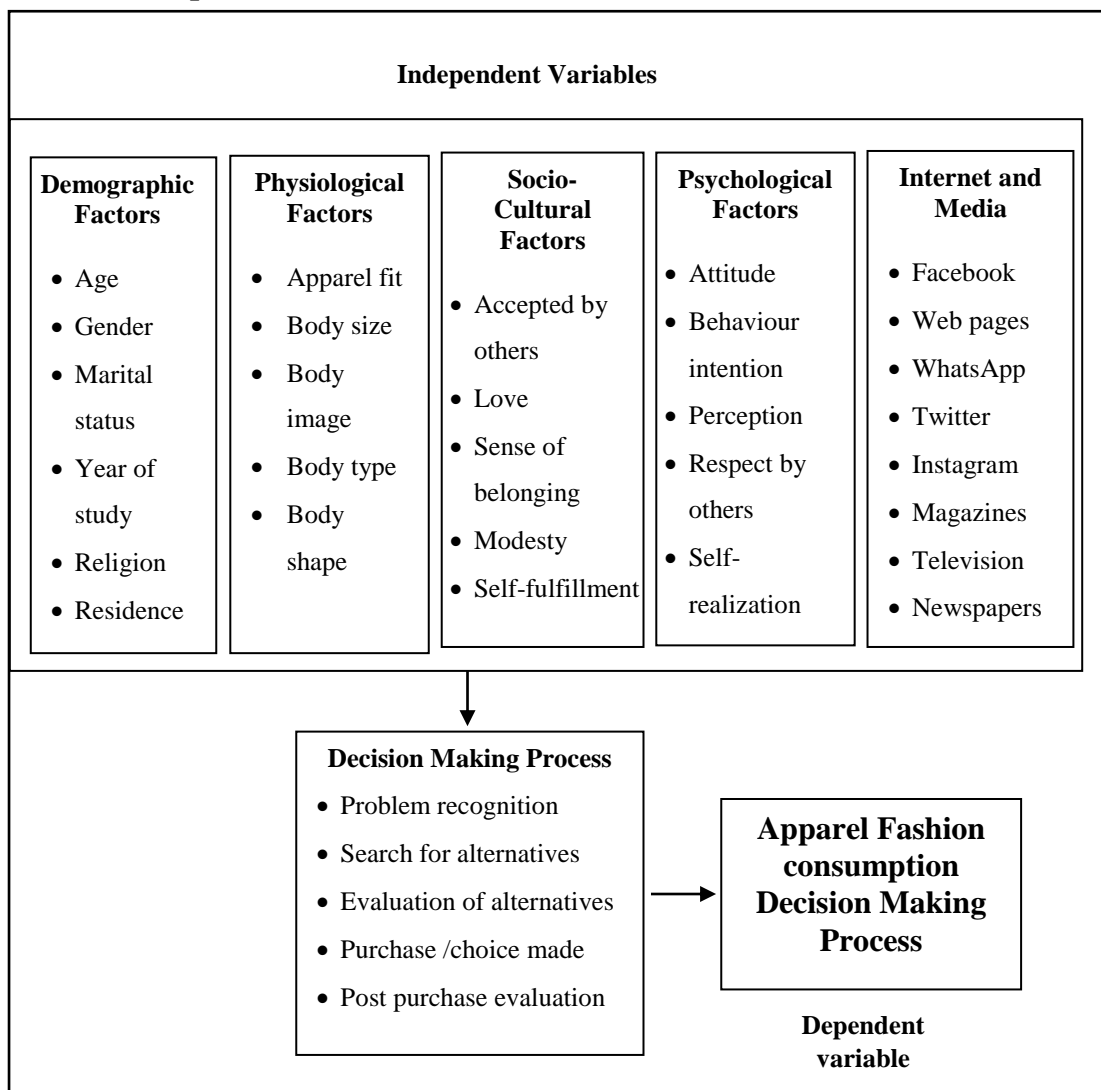 Independent Variables
Demographic
Factors
• Age
• Gender
• Marital
status
• Year of
study
• Religion
• Residence
Physiological
Factors
• Apparel fit
• Body size
• Body
image
• Body type
• Body
shape
Socio-
Cultural
Factors
• Accepted by
others
• Love
• Sense of
belonging
• Modesty
• Self-fulfillment
Psychological
Factors
• Attitude
• Behaviour
intention
• Perception
• Respect by
others
• Self-
realization
Internet and
Media
• Facebook
• Web pages
• WhatsApp
• Twitter
• Instagram
• Magazines
• Television
• Newspapers
Decision Making Process
• Problem recognition
• Search for alternatives
• Evaluation of alternatives
• Purchase /choice made
• Post purchase evaluation
Apparel Fashion
consumption
Decision Making
Process
Dependent
variable